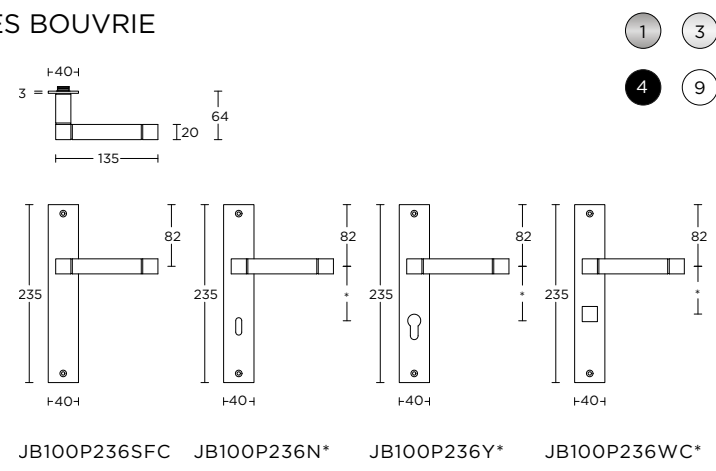 ES BOUVRIE
1 3
4 9
40
3
64
20
135
82 82 82 82
235 235 235 235
* * *
40 40 40 40
JB100P236SFC JB100P236N* JB100P236Y* JB100P236WC*